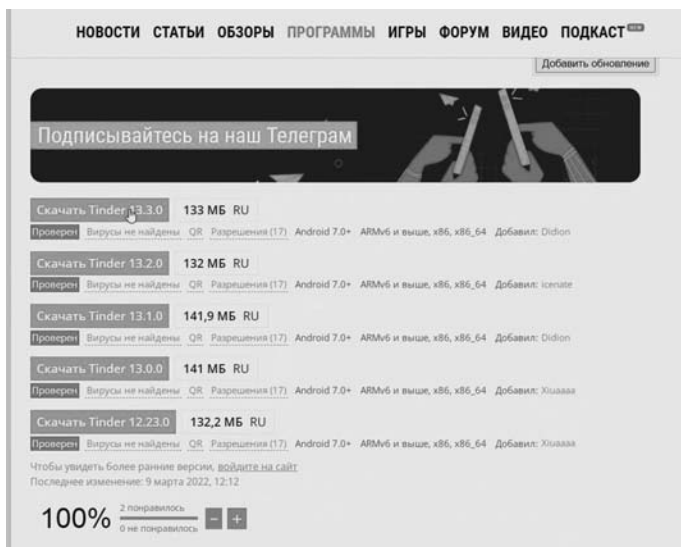 НОВОСТИ СТАТЬИ ОБЗОРЫ ПРОГРАММЫ ИГРЫ ФОРУМ ВИДЕО ПОДКАСТ NEW
Добавить обновление
Подписывайтесь на наш Телеграм
Скачать Tinder 13.3.0 133 МБ RU
Проверен Вирусы не найдены QR Разрешения (17) Android 7.0+ ARMv6 и выше, x86, x86_64 Добавил: Didion
Скачать Tinder 13.2.0 132 МБ RU
Проверен Вирусы не найдены QR Разрешения (17) Android 7.0+ ARMv6 и выше, x86, x86_64 Добавил: icenate
Скачать Tinder 13.1.0 141,9 МБ RU
Проверен Вирусы не найдены QR Разрешения (17) Android 7.0+ ARMv6 и выше, x86, x86_64 Добавил: Didion
Скачать Tinder 13.0.0 141 МБ RU
Проверен Вирусы не найдены QR Разрешения (17) Android 7.0+ ARMv6 и выше, x86, x86_64 Добавил: Xiuaaaa
Скачать Tinder 12.23.0 132,2 МБ RU
Проверен Вирусы не найдены QR Разрешения (17) Android 7.0+ ARMv6 и выше, x86, x86_64 Добавил: Xiuaaaa
Чтобы увидеть более ранние версии, войдите на сайт
Последнее изменение: 9 марта 2022, 12:12
100% 2 понравилось - +
0 не понравилось